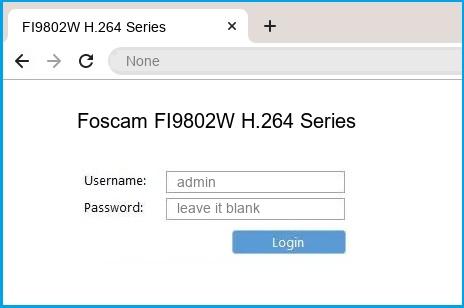 FI9802W H.264 Series
None
Foscam FI9802W H.264 Series
Username: admin
Password: leave it blank
Login